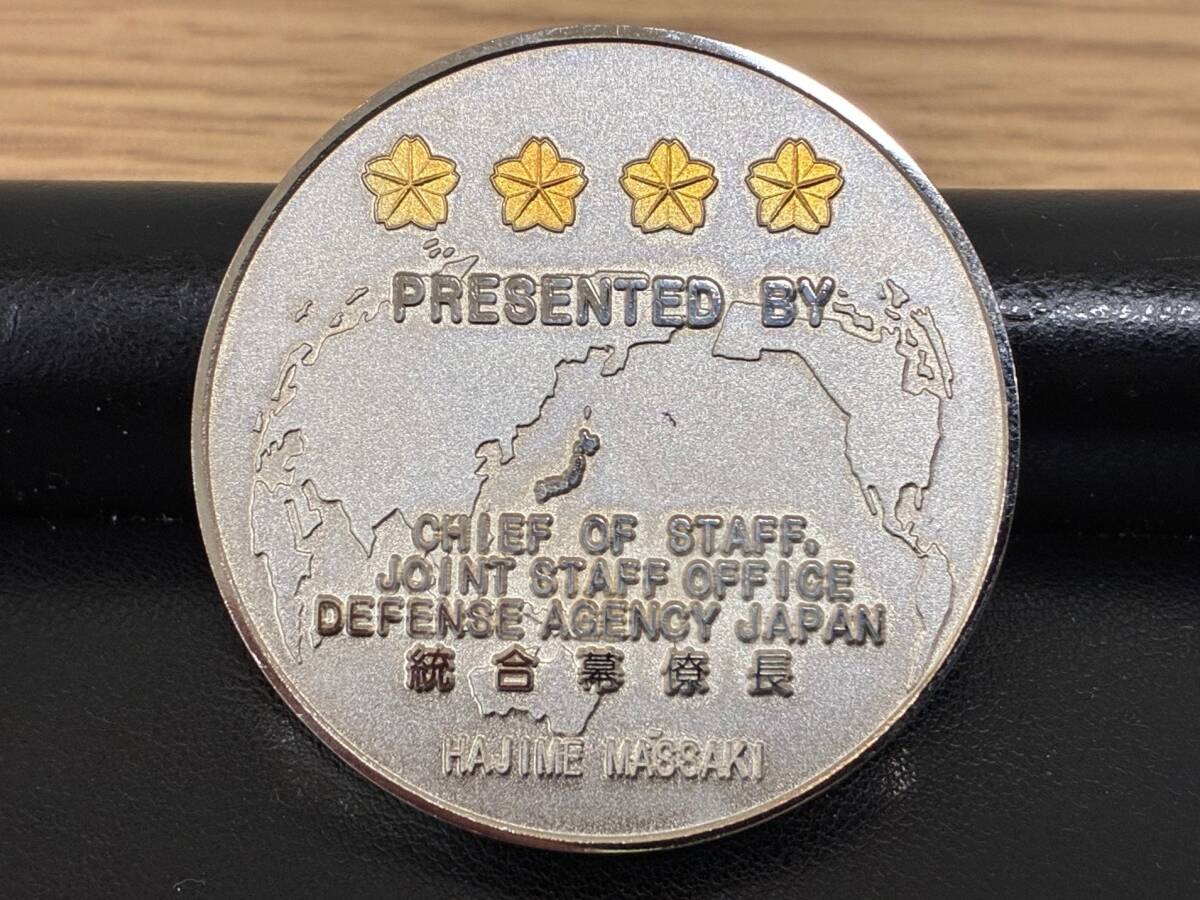 PRESENTED BY
CHIEF OF STAFF.
JOINT STAFF OFFICE
DEFENSE AGENCY JAPAN
統合幕僚長
HAJIME MASSAKI